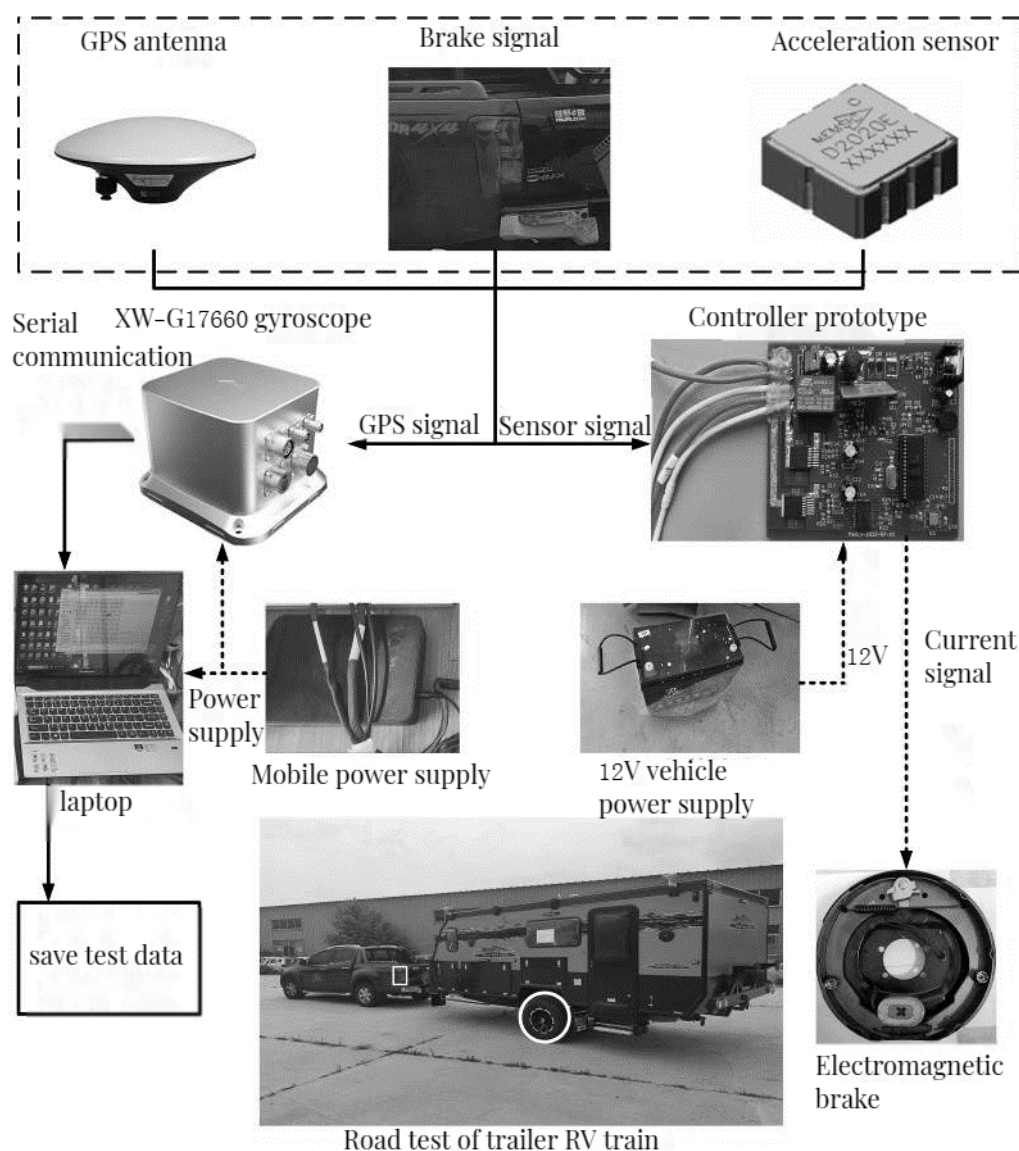 GPS antenna
Brake signal
Acceleration sensor
4X4
MEMS
D2020E
XXXXXX
Serial
communication
XW-G17660 gyroscope
Controller prototype
GPS signal
Sensor signal
Power
supply
12V
Current
signal
Mobile power supply
12V vehicle
power supply
laptop
save test data
Electromagnetic
brake
Road test of trailer RV train